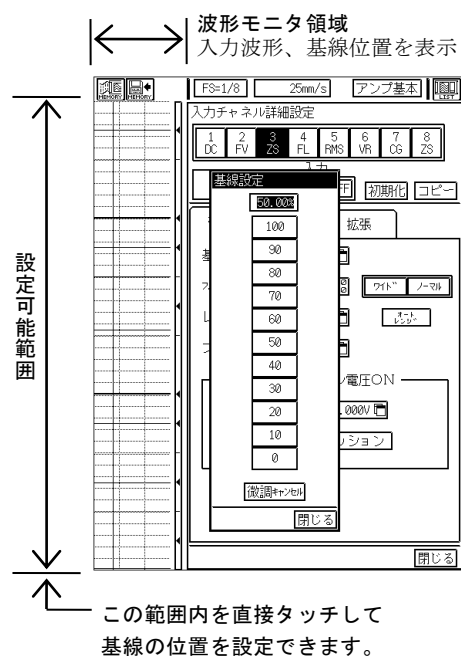 波形モニタ領域
入力波形、基線位置を表示
MEMORY
MEMORY
FS=1/8
25mm/s
アンプ基本
LIST
入力チャネル詳細設定
1 2 3 4 5 6 7 8
DC FV ZS FL RMS VR CG ZS
初期化
コピー
基線設定
50.00%
100
90
80
70
60
50
40
30
20
10
0
微調キャンセル
閉じる
拡張
ワイド
ノーマル
オート
レンジ
電圧ON
.000V
ション
閉じる
設定可能範囲
この範囲内を直接タッチして
基線の位置を設定できます。